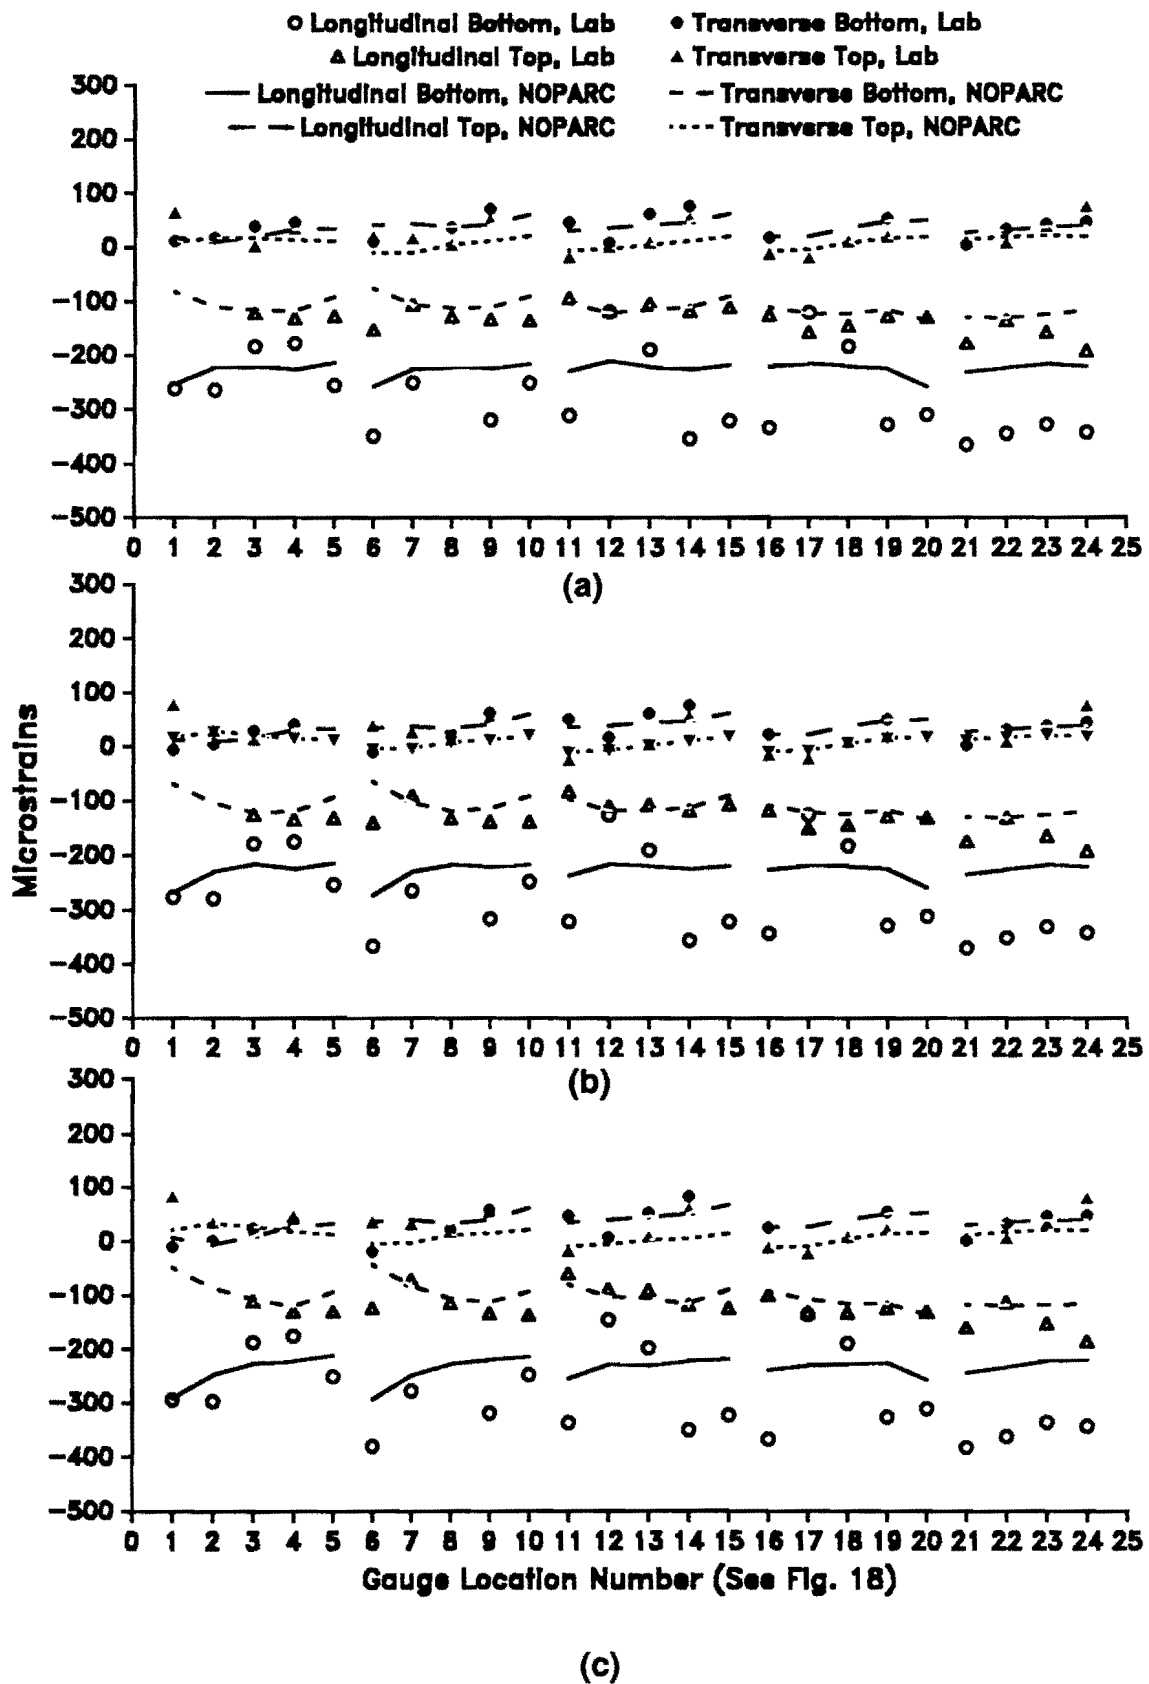 Longitudinal Bottom, Lab
Transverse Bottom, Lab
Longitudinal Top, Lab
Transverse Top, Lab
Longitudinal Bottom, NOPARC
Transverse Bottom, NOPARC
Longitudinal Top, NOPARC
Transverse Top, NOPARC
300
200
100
0
-100
-200
-300
-400
-500
0 1 2 3 4 5 6 7 8 9 10 11 12 13 14 15 16 17 18 19 20 21 22 23 24 25
(a)
Microstrains
300
200
100
0
-100
-200
-300
-400
-500
0 1 2 3 4 5 6 7 8 9 10 11 12 13 14 15 16 17 18 19 20 21 22 23 24 25
(b)
300
200
100
0
-100
-200
-300
-400
-500
0 1 2 3 4 5 6 7 8 9 10 11 12 13 14 15 16 17 18 19 20 21 22 23 24 25
Gauge Location Number (See Fig. 18)
(c)